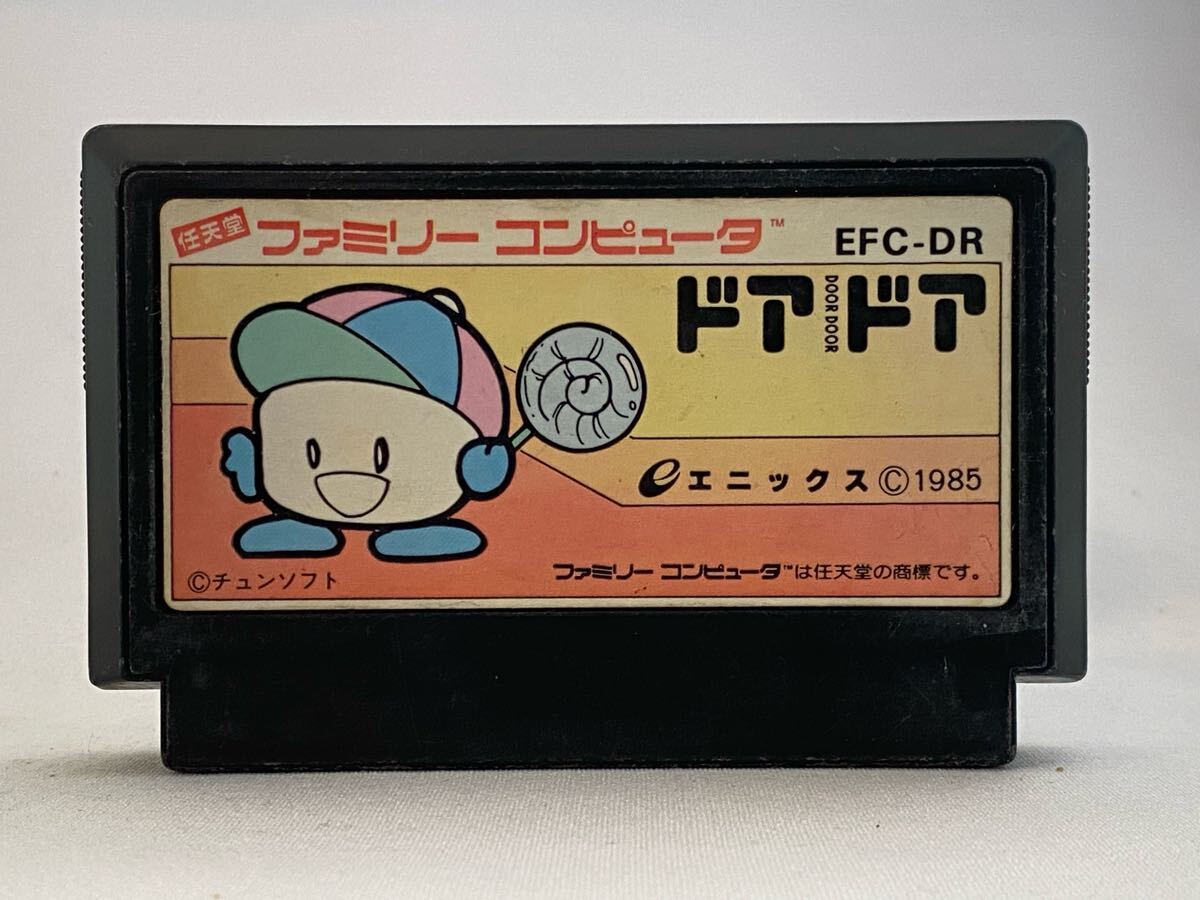 任天堂 ファミリー コンピュータ™ EFC-DR
ドア DOOR DOOR ドア
e エニックス ©1985
©チュンソフト
ファミリー コンピュータ™は任天堂の商標です。